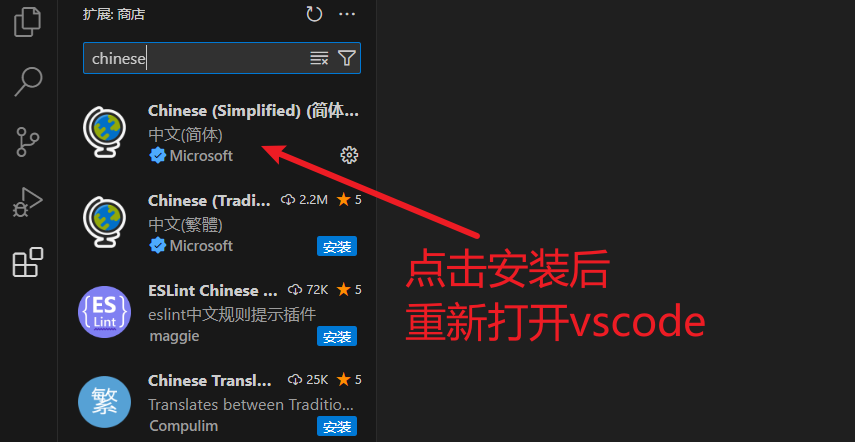 扩展: 商店
chinese
Chinese (Simplified) (简体...
中文(简体)
Microsoft
Chinese (Tradi... 2.2M 5
中文(繁體)
Microsoft 安装
点击安装后
重新打开vscode
ESLint Chinese ... 72K 5
eslint中文规则提示插件
maggie 安装
Chinese Transl... 25K 5
Translates between Traditio...
Compulim 安装
ES
Lint
繁